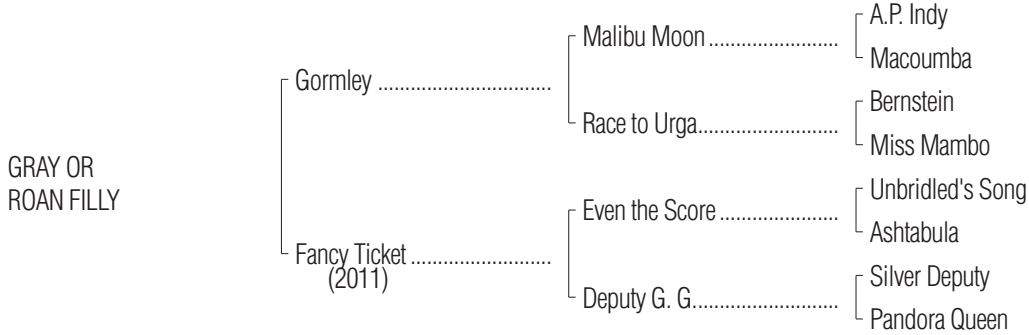 GRAY OR
ROAN FILLY
Gormley ................................
Fancy Ticket ..........................
(2011)
Malibu Moon ........................
Race to Urga..........................
Even the Score ......................
Deputy G. G...........................
A.P. Indy
Macoumba
Bernstein
Miss Mambo
Unbridled's Song
Ashtabula
Silver Deputy
Pandora Queen